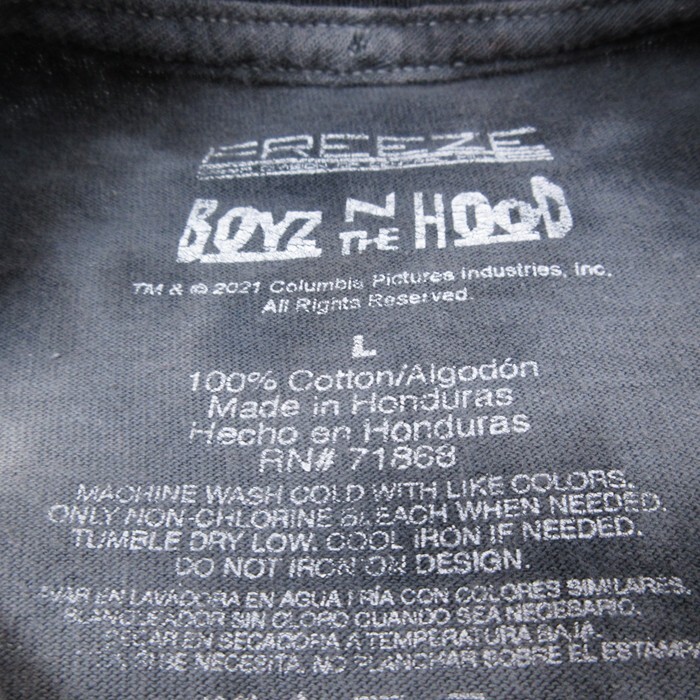 FREEZE
BOYZ N THE HOOD
TM & © 2021 Columbia Pictures Industries, Inc.
All Rights Reserved.
L
100% Cotton/Algodón
Made in Honduras
Hecho en Honduras
RN# 71868
MACHINE WASH COLD WITH LIKE COLORS.
ONLY NON-CHLORINE BLEACH WHEN NEEDED.
TUMBLE DRY LOW. COOL IRON IF NEEDED.
DO NOT IRON ON DESIGN.
EN LAVADORA EN AGUA FRIA CON COLORES SIMILARES.
BLANQUEADOR SIN CLORO CUANDO SEA NECESARIO.
SECAR EN SECADORA A TEMPERATURA BAJA.
SI SE NECESITA. NO PLANCHAR SOBRE EL ESTAMPA